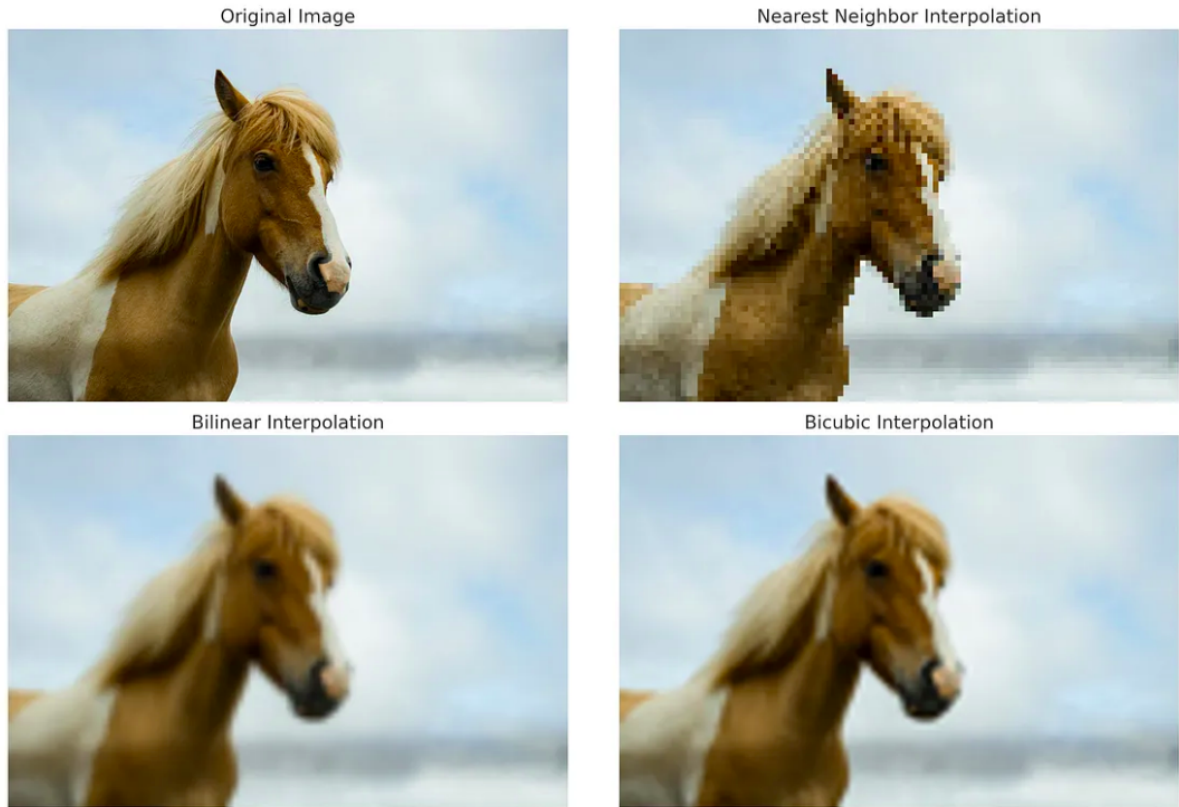 Original Image
Nearest Neighbor Interpolation
Bilinear Interpolation
Bicubic Interpolation